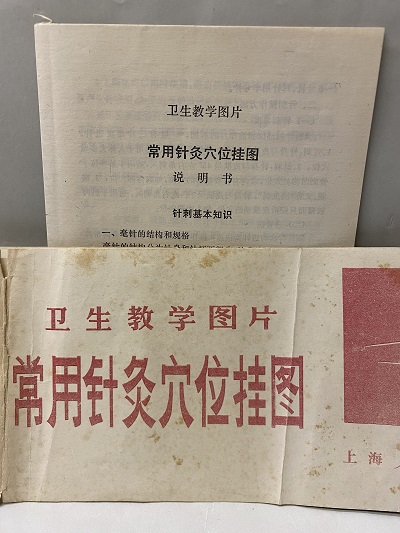 卫生教学图片
常用针灸穴位挂图
说明书
针刺基本知识
一、毫针的结构和规格
卫生教学图片
常用针灸穴位挂图
上海